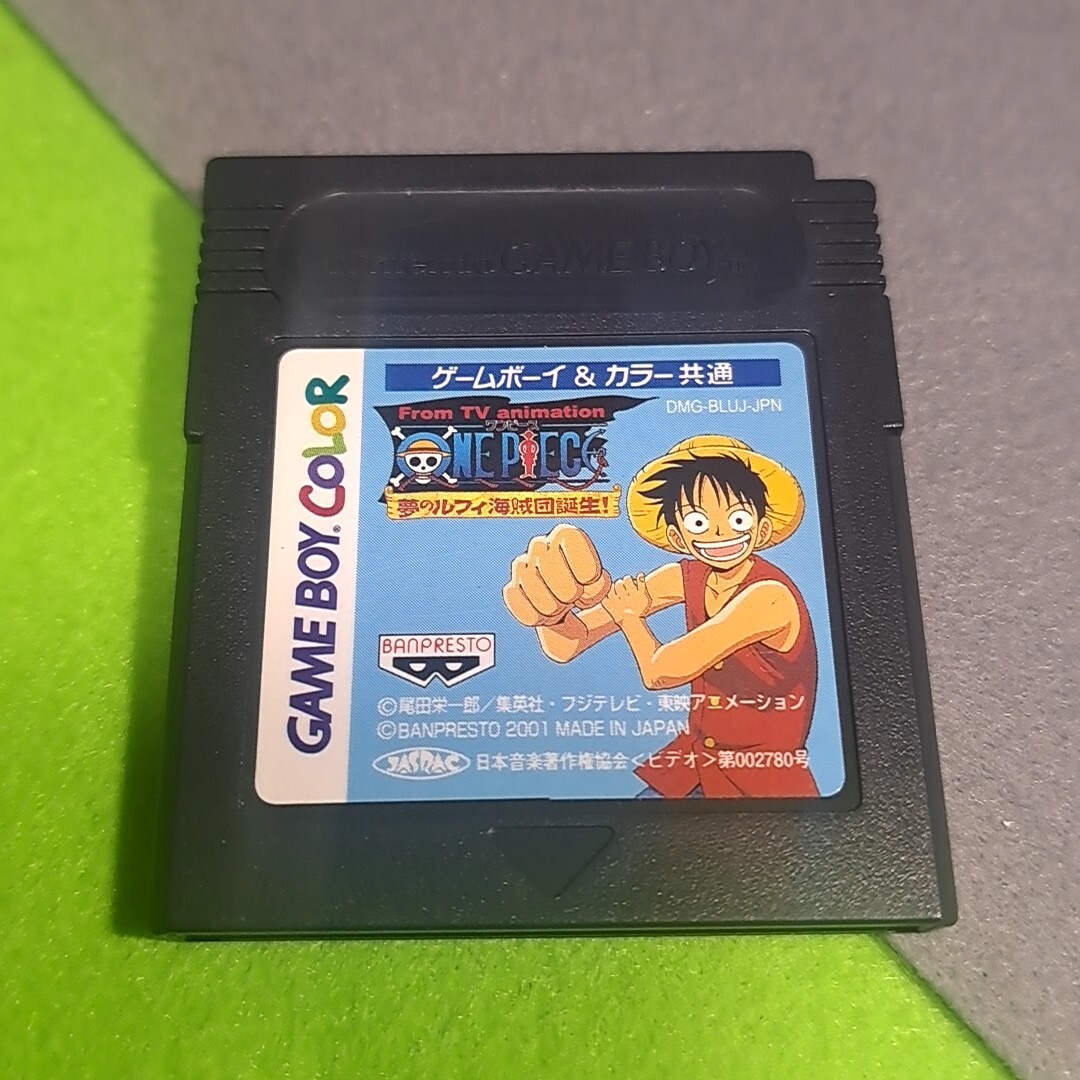 Nintendo GAME BOY TM
GAME BOY COLOR
ゲームボーイ & カラー共通
DMG-BLUJ-JPN
From TV animation
ワンピース
ONE PIECE
夢のルフィ海賊団誕生!
BANPRESTO
©尾田栄一郎／集英社・フジテレビ・東映アニメーション
©BANPRESTO 2001 MADE IN JAPAN
JASRAC 日本音楽著作権協会<ビデオ>第002780号